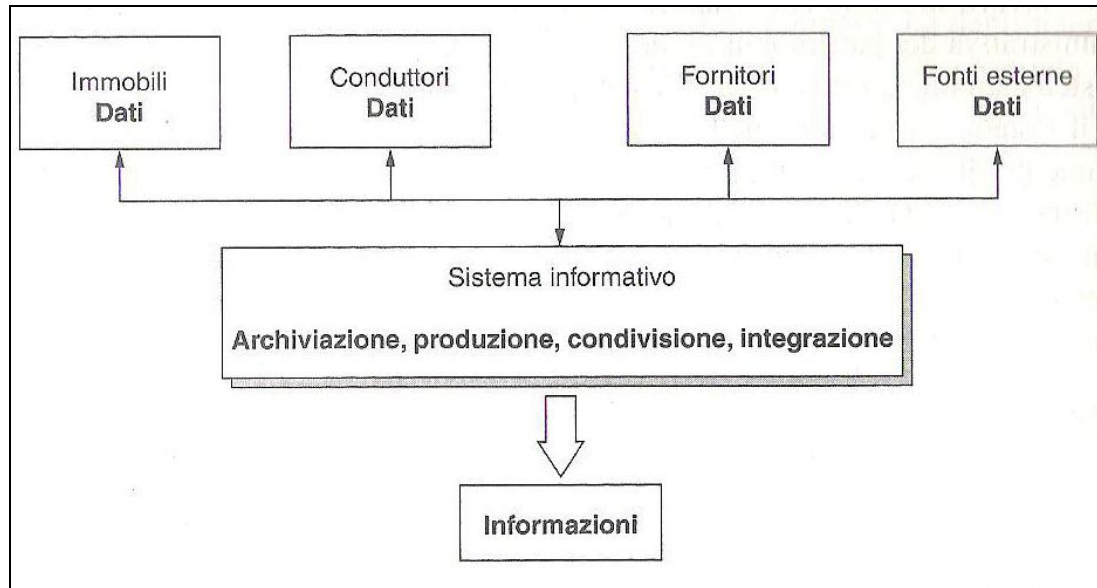 Immobili
Dati
Conduttori
Dati
Fornitori
Dati
Fonti esterne
Dati
Sistema informativo
Archiviazione, produzione, condivisione, integrazione
Informazioni